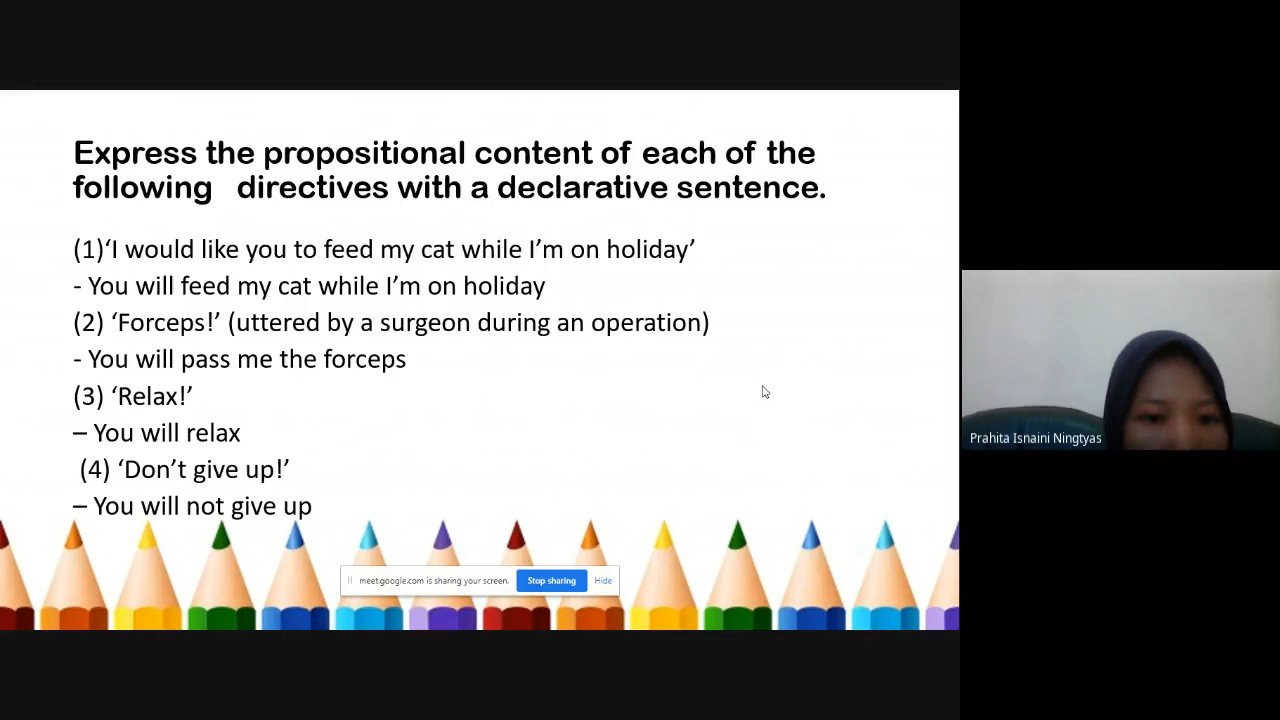 Express the propositional content of each of the
following directives with a declarative sentence.
(1)‘I would like you to feed my cat while I’m on holiday’
- You will feed my cat while I’m on holiday
(2) ‘Forceps!’ (uttered by a surgeon during an operation)
- You will pass me the forceps
(3) ‘Relax!’
– You will relax
(4) ‘Don’t give up!’
– You will not give up
meet.google.com is sharing your screen. Stop sharing Hide
Prahita Isnaini Ningtyas